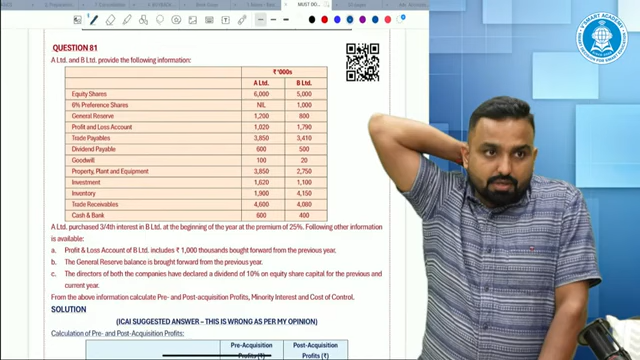 MUST DO...
V SMART ACADEMY
QUESTION 81
A Ltd. and B Ltd. provide the following information:
₹ '000s
A Ltd. B Ltd.
Equity Shares 6,000 5,000
6% Preference Shares NIL 1,000
General Reserve 1,200 800
Profit and Loss Account 1,020 1,790
Trade Payables 3,850 3,410
Dividend Payable 600 500
Goodwill 100 20
Property, Plant and Equipment 3,850 2,750
Investment 1,620 1,100
Inventory 1,900 4,150
Trade Receivables 4,600 4,080
Cash & Bank 600 400
A Ltd. purchased 3/4th interest in B Ltd. at the beginning of the year at the premium of 25%. Following other information
is available:
a. Profit & Loss Account of B Ltd. includes ₹ 1,000 thousands bought forward from the previous year.
b. The General Reserve balance is brought forward from the previous year.
c. The directors of both the companies have declared a dividend of 10% on equity share capital for the previous and
current year.
From the above information calculate Pre- and Post-acquisition Profits, Minority Interest and Cost of Control.
SOLUTION
(ICAI SUGGESTED ANSWER – THIS IS WRONG AS PER MY OPINION)
Calculation of Pre- and Post-Acquisition Profits:
Pre-Acquisition Post-Acquisition
Profits (₹) Profits (₹)